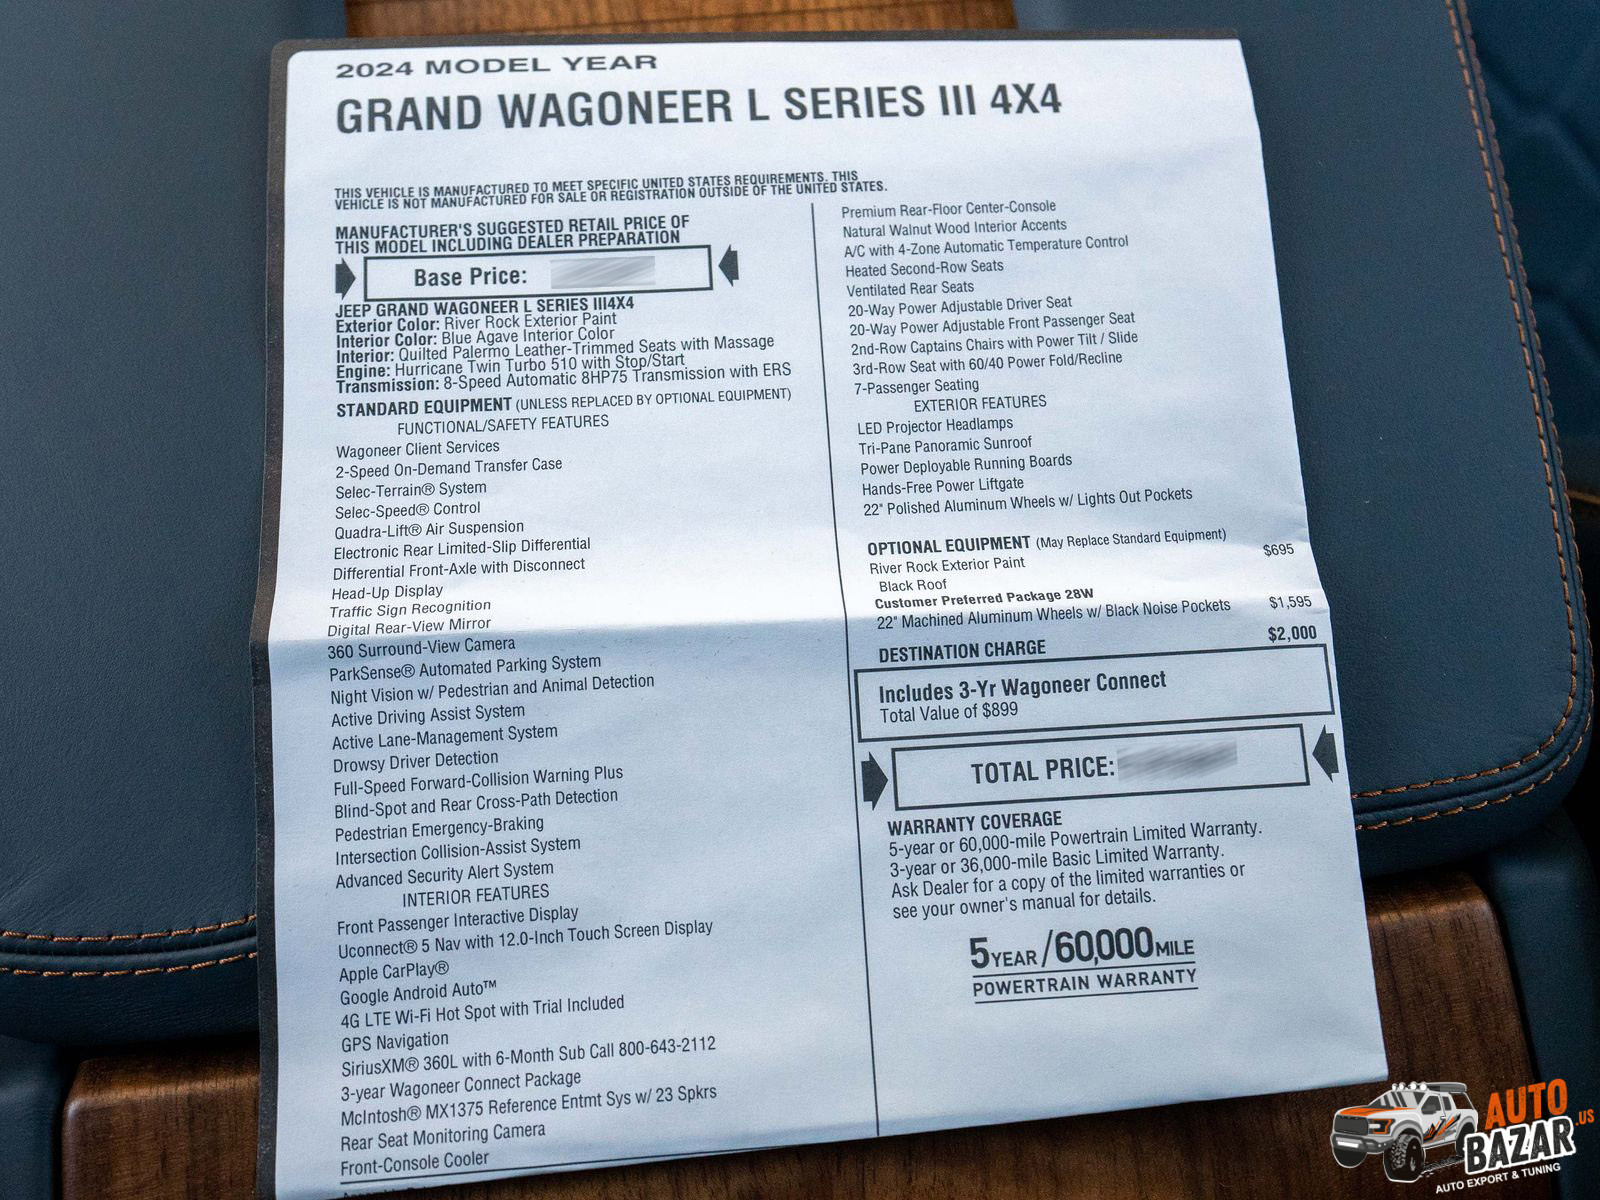 2024 MODEL YEAR
GRAND WAGONEER L SERIES III 4X4
THIS VEHICLE IS MANUFACTURED TO MEET SPECIFIC UNITED STATES REQUIREMENTS. THIS
VEHICLE IS NOT MANUFACTURED FOR SALE OR REGISTRATION OUTSIDE OF THE UNITED STATES.
MANUFACTURER'S SUGGESTED RETAIL PRICE OF
THIS MODEL INCLUDING DEALER PREPARATION
Base Price:
JEEP GRAND WAGONEER L SERIES III4X4
Exterior Color: River Rock Exterior Paint
Interior Color: Blue Agave Interior Color
Interior: Quilted Palermo Leather-Trimmed Seats with Massage
Engine: Hurricane Twin Turbo 510 with Stop/Start
Transmission: 8-Speed Automatic 8HP75 Transmission with ERS
STANDARD EQUIPMENT (UNLESS REPLACED BY OPTIONAL EQUIPMENT)
FUNCTIONAL/SAFETY FEATURES
Wagoneer Client Services
2-Speed On-Demand Transfer Case
Selec-Terrain® System
Selec-Speed® Control
Quadra-Lift® Air Suspension
Electronic Rear Limited-Slip Differential
Differential Front-Axle with Disconnect
Head-Up Display
Traffic Sign Recognition
Digital Rear-View Mirror
360 Surround-View Camera
ParkSense® Automated Parking System
Night Vision w/ Pedestrian and Animal Detection
Active Driving Assist System
Active Lane-Management System
Drowsy Driver Detection
Full-Speed Forward-Collision Warning Plus
Blind-Spot and Rear Cross-Path Detection
Pedestrian Emergency-Braking
Intersection Collision-Assist System
Advanced Security Alert System
INTERIOR FEATURES
Front Passenger Interactive Display
Uconnect® 5 Nav with 12.0-Inch Touch Screen Display
Apple CarPlay®
Google Android Auto™
4G LTE Wi-Fi Hot Spot with Trial Included
GPS Navigation
SiriusXM® 360L with 6-Month Sub Call 800-643-2112
3-year Wagoneer Connect Package
McIntosh® MX1375 Reference Entmt Sys w/ 23 Spkrs
Rear Seat Monitoring Camera
Front-Console Cooler
Premium Rear-Floor Center-Console
Natural Walnut Wood Interior Accents
A/C with 4-Zone Automatic Temperature Control
Heated Second-Row Seats
Ventilated Rear Seats
20-Way Power Adjustable Driver Seat
20-Way Power Adjustable Front Passenger Seat
2nd-Row Captains Chairs with Power Tilt / Slide
3rd-Row Seat with 60/40 Power Fold/Recline
7-Passenger Seating
EXTERIOR FEATURES
LED Projector Headlamps
Tri-Pane Panoramic Sunroof
Power Deployable Running Boards
Hands-Free Power Liftgate
22" Polished Aluminum Wheels w/ Lights Out Pockets
OPTIONAL EQUIPMENT (May Replace Standard Equipment)
River Rock Exterior Paint $695
Black Roof
Customer Preferred Package 28W
22" Machined Aluminum Wheels w/ Black Noise Pockets $1,595
DESTINATION CHARGE $2,000
Includes 3-Yr Wagoneer Connect
Total Value of $899
TOTAL PRICE:
WARRANTY COVERAGE
5-year or 60,000-mile Powertrain Limited Warranty.
3-year or 36,000-mile Basic Limited Warranty.
Ask Dealer for a copy of the limited warranties or
see your owner's manual for details.
5 YEAR/60,000 MILE
POWERTRAIN WARRANTY
AUTO
BAZAR.US
AUTO EXPORT & TUNING